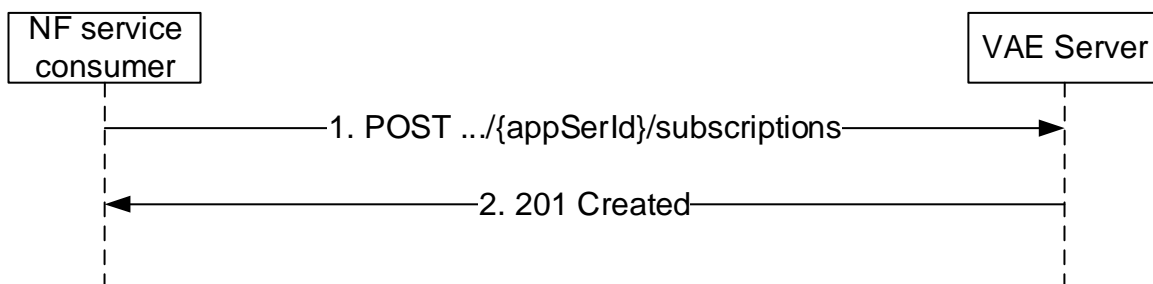 NF service
consumer
VAE Server
1. POST .../{appSerId}/subscriptions
2. 201 Created